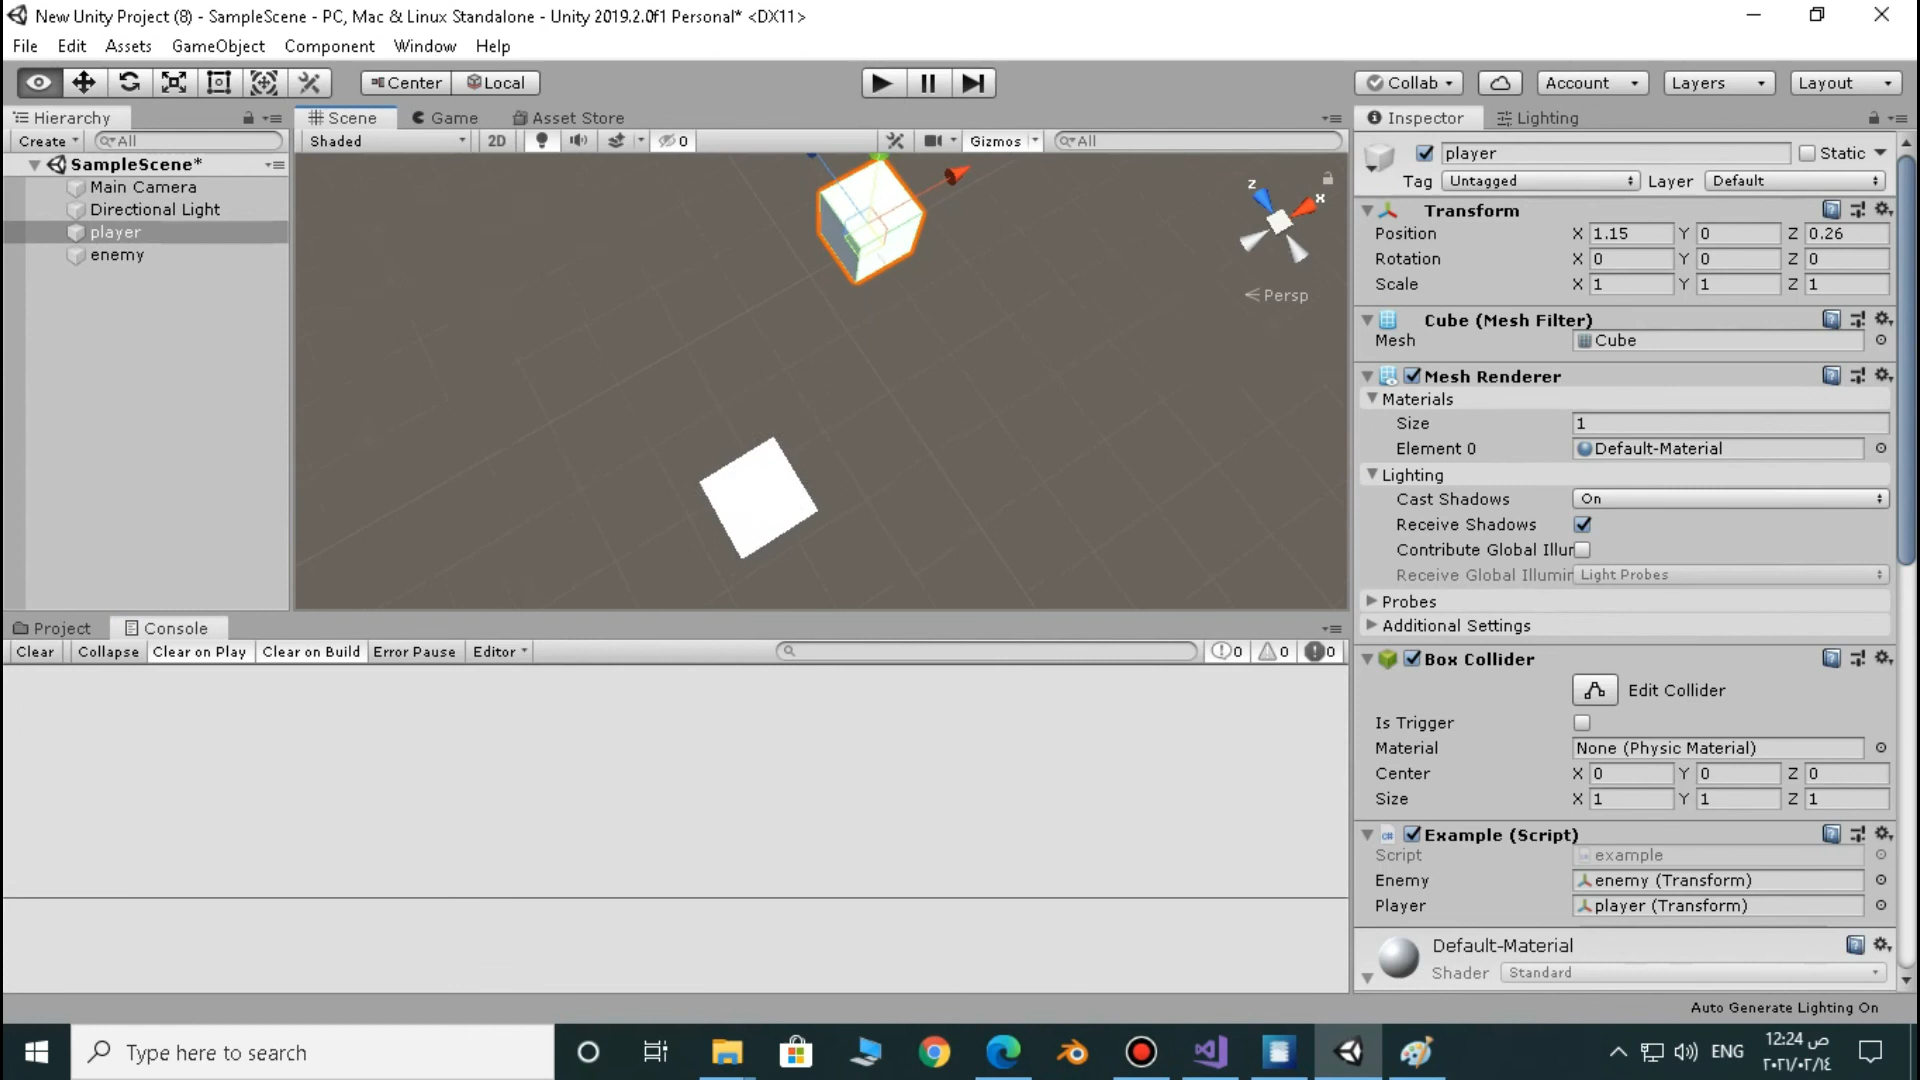 New Unity Project (8) - SampleScene - PC, Mac & Linux Standalone - Unity 2019.2.0f1 Personal* <DX11>
File Edit Assets GameObject Component Window Help
Center Local Collab Account Layers Layout
Hierarchy
Create All
SampleScene*
Main Camera
Directional Light
player
enemy
Scene Game Asset Store
Shaded 2D 0 Gizmos All
z
x
Persp
Inspector Lighting
player Static
Tag Untagged Layer Default
Transform
Position X 1.15 Y 0 Z 0.26
Rotation X 0 Y 0 Z 0
Scale X 1 Y 1 Z 1
Cube (Mesh Filter)
Mesh Cube
Mesh Renderer
Materials
Size 1
Element 0 Default-Material
Lighting
Cast Shadows On
Receive Shadows
Contribute Global Illur
Receive Global Illumir Light Probes
Probes
Additional Settings
Box Collider
Edit Collider
Is Trigger
Material None (Physic Material)
Center X 0 Y 0 Z 0
Size X 1 Y 1 Z 1
Example (Script)
Script example
Enemy enemy (Transform)
Player player (Transform)
Default-Material
Shader Standard
Project Console
Clear Collapse Clear on Play Clear on Build Error Pause Editor 0 0 0
Auto Generate Lighting On
Type here to search
ENG
12:24 ص
٢٠٢١/٠٢/١٤